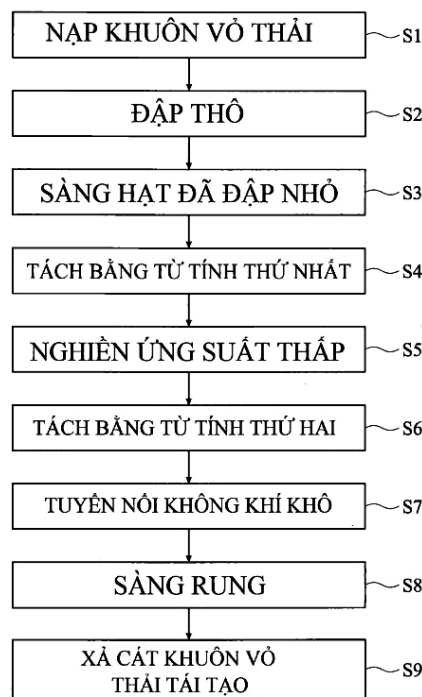 NẠP KHUÔN VỎ THẢI S1
ĐẬP THÔ S2
SÀNG HẠT ĐÃ ĐẬP NHỎ S3
TÁCH BẰNG TỪ TÍNH THỨ NHẤT S4
NGHIỀN ỨNG SUẤT THẤP S5
TÁCH BẰNG TỪ TÍNH THỨ HAI S6
TUYỂN NỔI KHÔNG KHÍ KHÔ S7
SÀNG RUNG S8
XẢ CÁT KHUÔN VỎ S9
THẢI TÁI TẠO